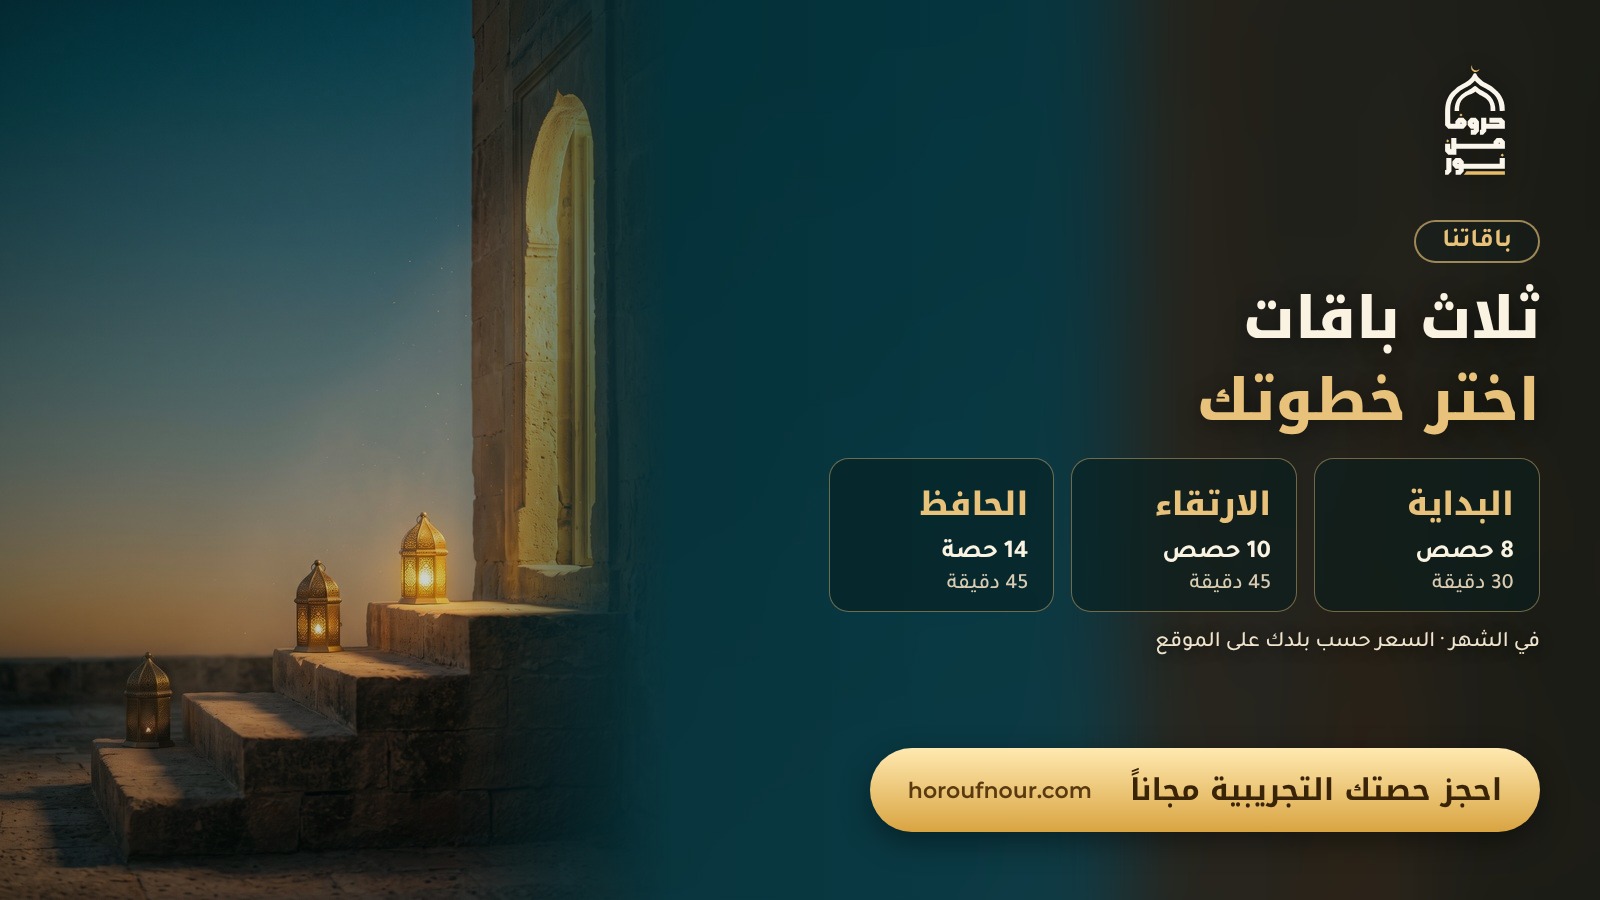 حروفا
من
نور
باقاتنا
ثلاث باقات
اختر خطوتك
البداية
8 حصص
30 دقيقة
الارتقاء
10 حصص
45 دقيقة
الحافظ
14 حصة
45 دقيقة
في الشهر · السعر حسب بلدك على الموقع
احجز حصتك التجريبية مجاناً horoufnour.com